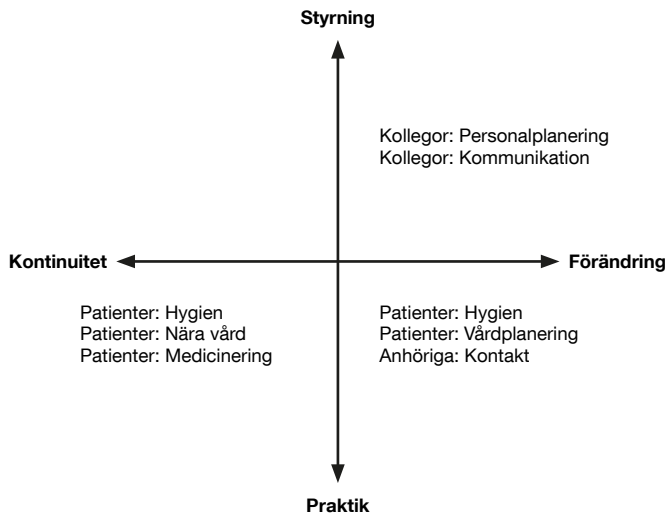 Styrning
Kollegor: Personalplanering
Kollegor: Kommunikation
Kontinuitet
Förändring
Patienter: Hygien
Patienter: Nära vård
Patienter: Medicinering
Patienter: Hygien
Patienter: Vårdplanering
Anhöriga: Kontakt
Praktik